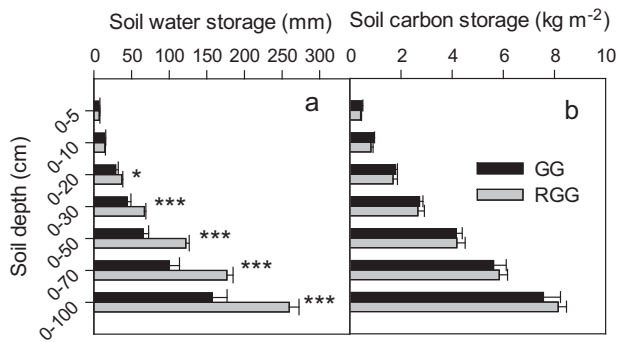 Soil water storage (mm) Soil carbon storage (kg m-2)
0 50 100 150 200 250 300 0 2 4 6 8 10
a b
0-5
0-10
0-20 *
0-30 ***
0-50 ***
0-70 ***
0-100 ***
Soil depth (cm)
GG
RGG